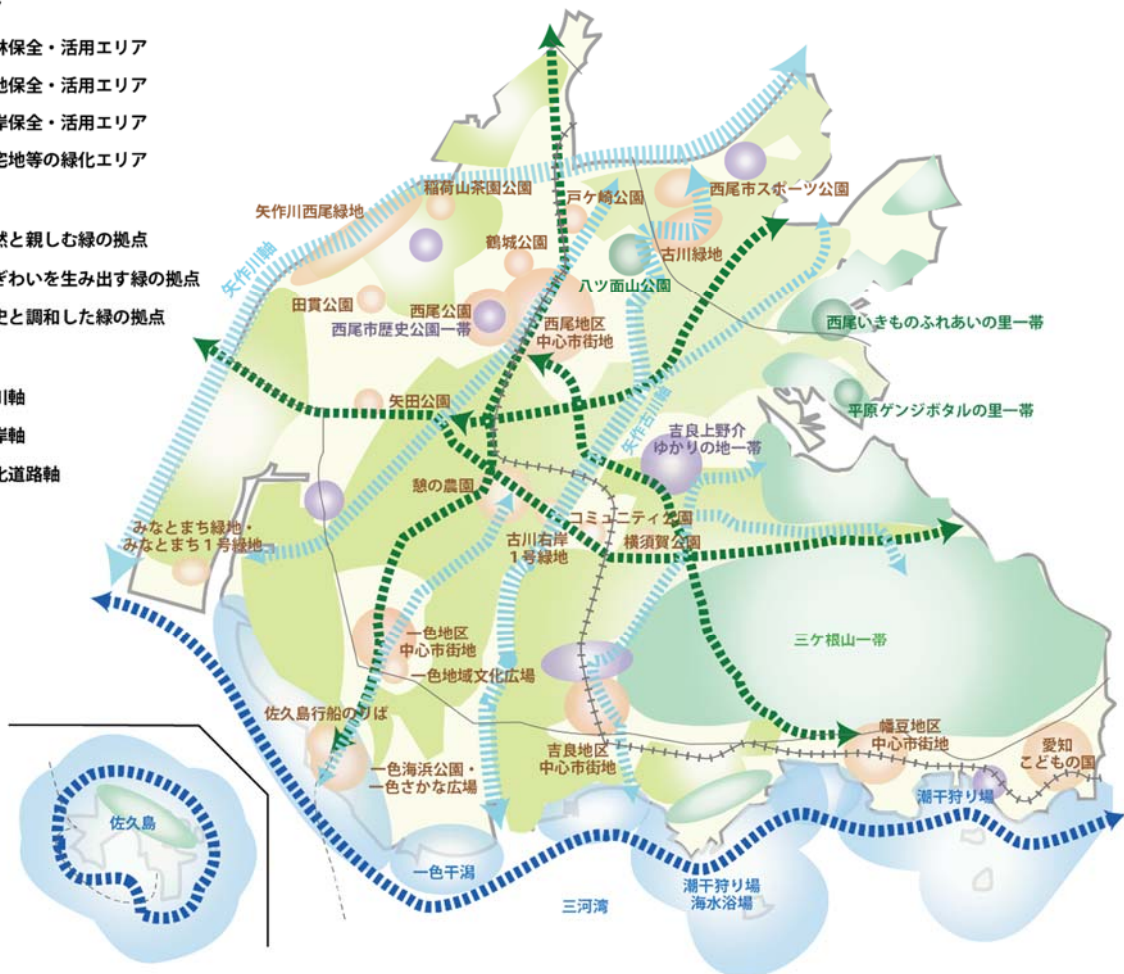 林保全・活用エリア
地保全・活用エリア
岸保全・活用エリア
宅地等の緑化エリア
然と親しむ緑の拠点
ぎわいを生み出す緑の拠点
史と調和した緑の拠点
川軸
岸軸
化道路軸
稲荷山茶園公園
戸ケ崎公園
西尾市スポーツ公園
矢作川西尾緑地
鶴城公園
古川緑地
矢作川軸
八ツ面山公園
田貫公園
西尾公園
西尾市歴史公園一帯
西尾地区
中心市街地
西尾いきものふれあいの里一帯
矢田公園
平原ゲンジボタルの里一帯
矢作古川軸
吉良上野介
ゆかりの地一帯
憩の農園
コミュニティ公園
みなとまち緑地・
みなとまち1号緑地
古川右岸
1号緑地
横須賀公園
一色地区
中心市街地
三ケ根山一帯
一色地域文化広場
佐久島行船のりば
幡豆地区
中心市街地
愛知
こどもの国
吉良地区
中心市街地
一色海浜公園・
一色さかな広場
潮干狩り場
佐久島
一色干潟
潮干狩り場
海水浴場
三河湾